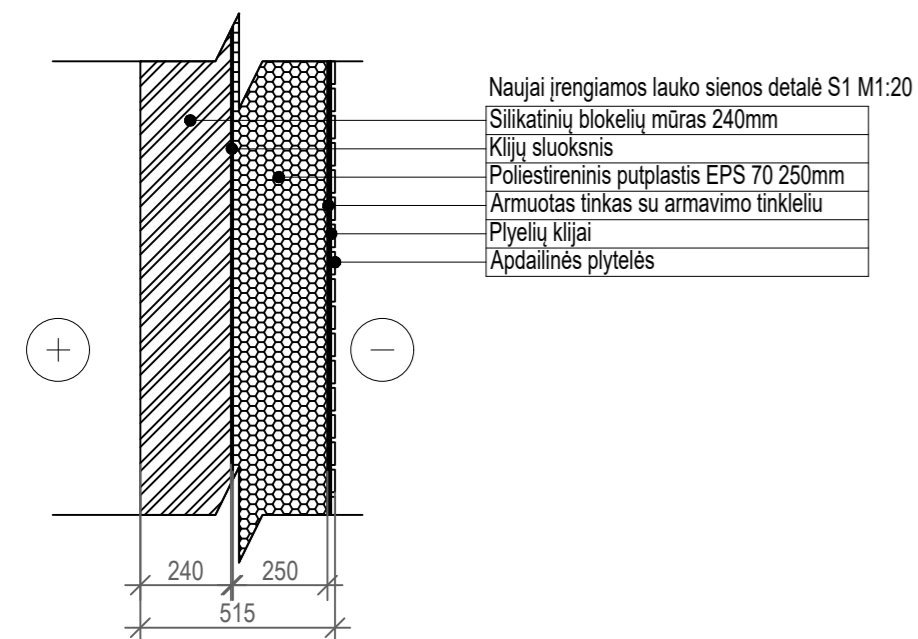 Naujai įrengiamos lauko sienos detalė S1 M1:20
Silikatinių blokelių mūras 240mm
Klijų sluoksnis
Poliestireninis putplastis EPS 70 250mm
Armuotas tinkas su armavimo tinkleliu
Plyelių klijai
Apdailinės plytelės
+
−
240
250
515